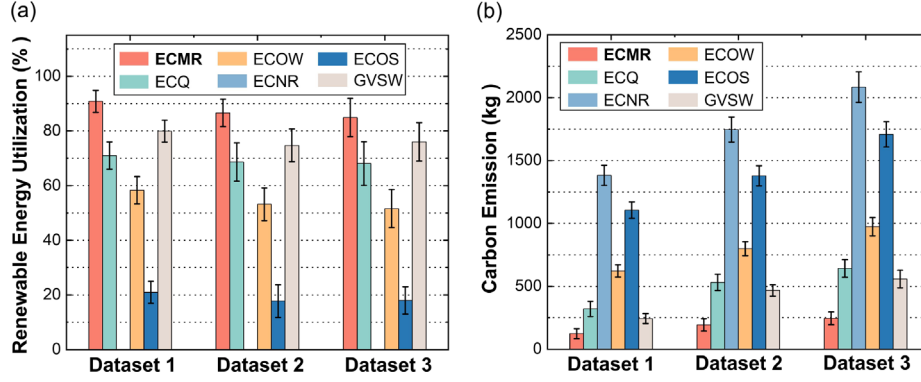 (a)
Renewable Energy Utilization (%)
100
80
60
40
20
0
ECMR
ECOW
ECOS
ECQ
ECNR
GVSW
Dataset 1
Dataset 2
Dataset 3
(b)
Carbon Emission (kg)
2500
2000
1500
1000
500
0
ECMR
ECOW
ECQ
ECOS
ECNR
GVSW
Dataset 1
Dataset 2
Dataset 3